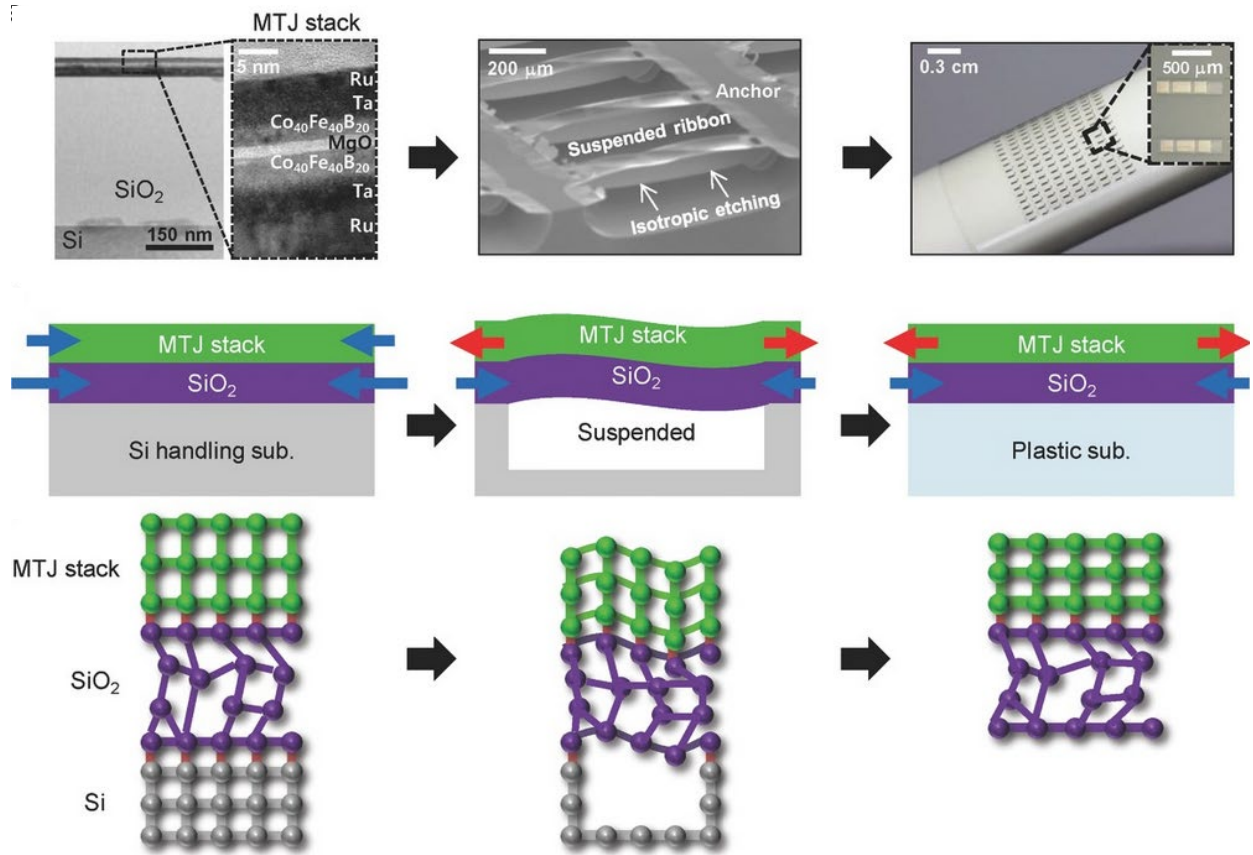 MTJ stack
5 nm
Ru
Ta
Co₄₀Fe₄₀B₂₀
MgO
Co₄₀Fe₄₀B₂₀
Ta
Ru
SiO₂
Si
150 nm
200 μm
Anchor
Suspended ribbon
Isotropic etching
0.3 cm
500 μm
MTJ stack
SiO₂
Si handling sub.
MTJ stack
SiO₂
Suspended
MTJ stack
SiO₂
Plastic sub.
MTJ stack
SiO₂
Si